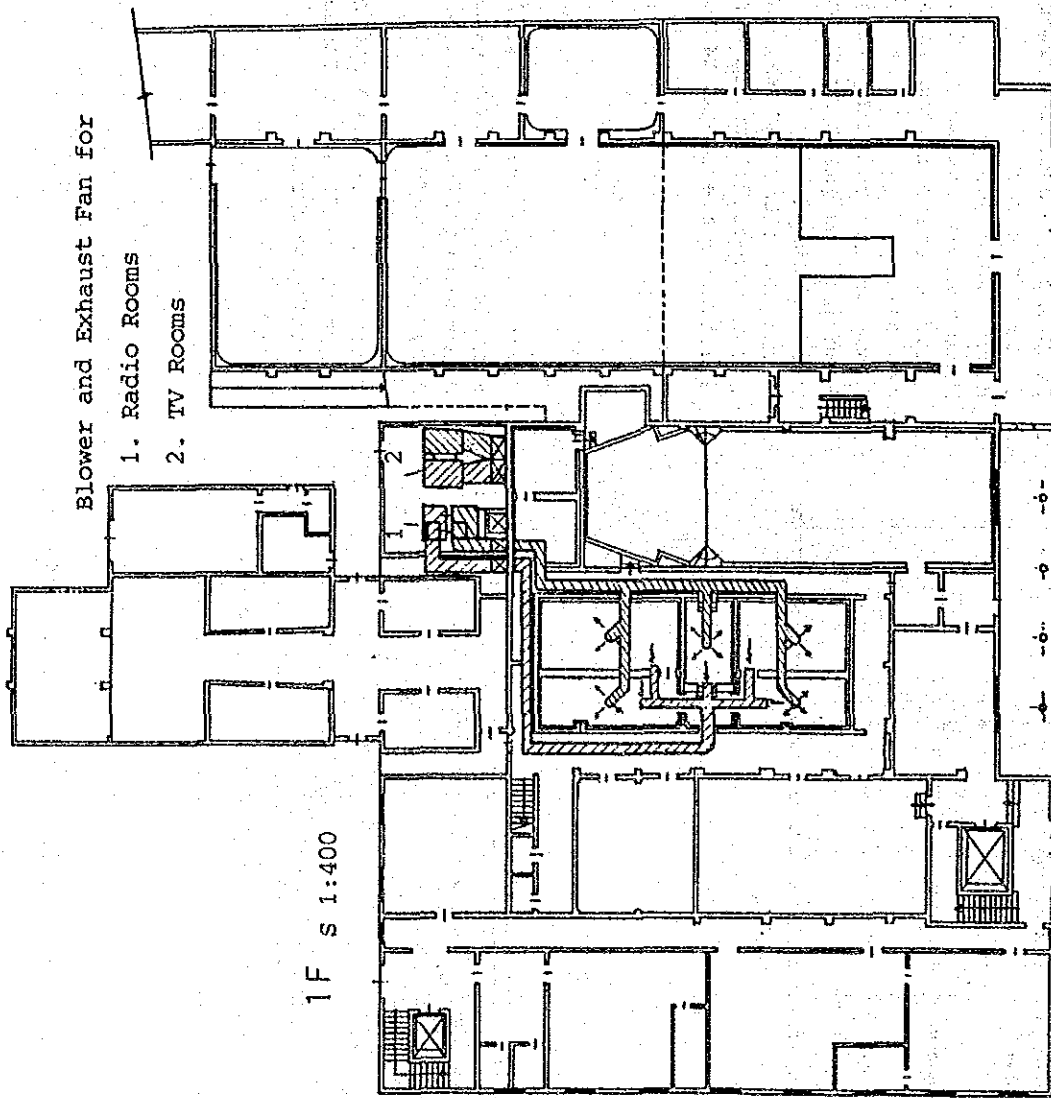 Blower and Exhaust Fan for
1. Radio Rooms
2. TV Rooms
1
2
1F s 1:400